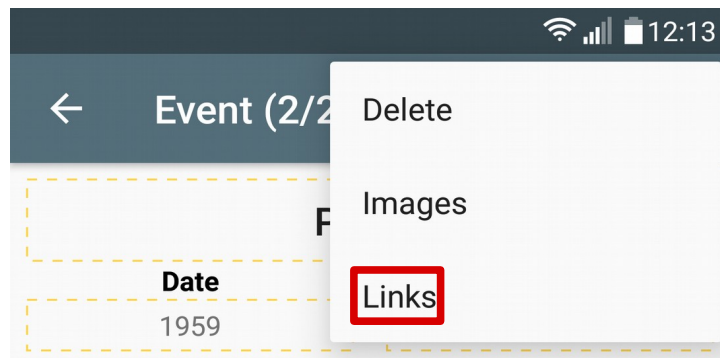 12:13
Event (2/2
Delete
Images
P
Date
Links
1959